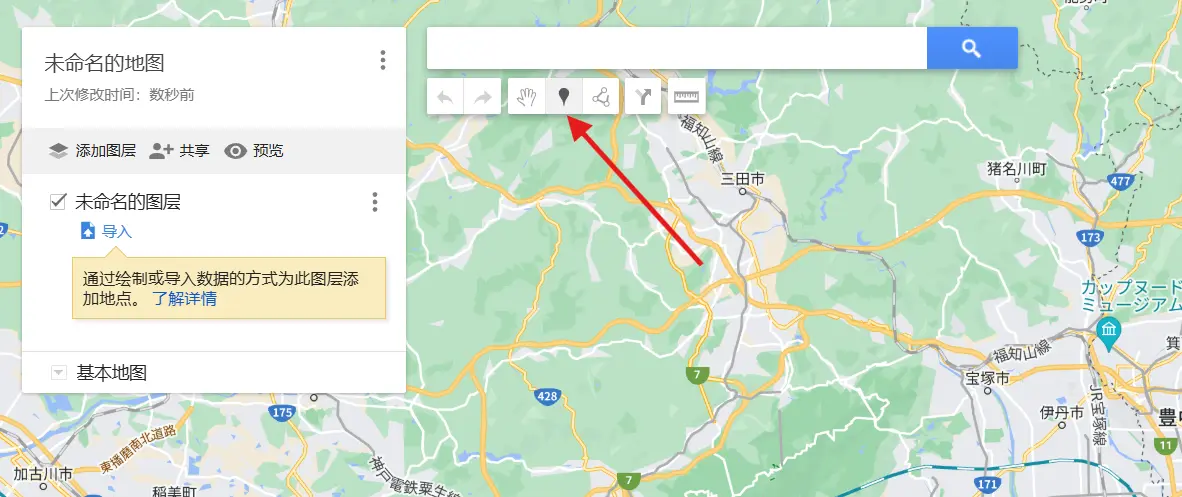 未命名的地图
上次修改时间：数秒前
添加图层
共享
预览
未命名的图层
导入
通过绘制或导入数据的方式为此图层添
加地点。 了解详情
基本地图
福知山線
三田市
猪名川町
477
173
カップヌード
ミュージアム
福知山線
宝塚市
7
428
175
伊丹市
JR宝塚線
豊中
11
東播磨南北道路
加古川市
稲美町
神戸電鉄粟生線
7
171
2
箕